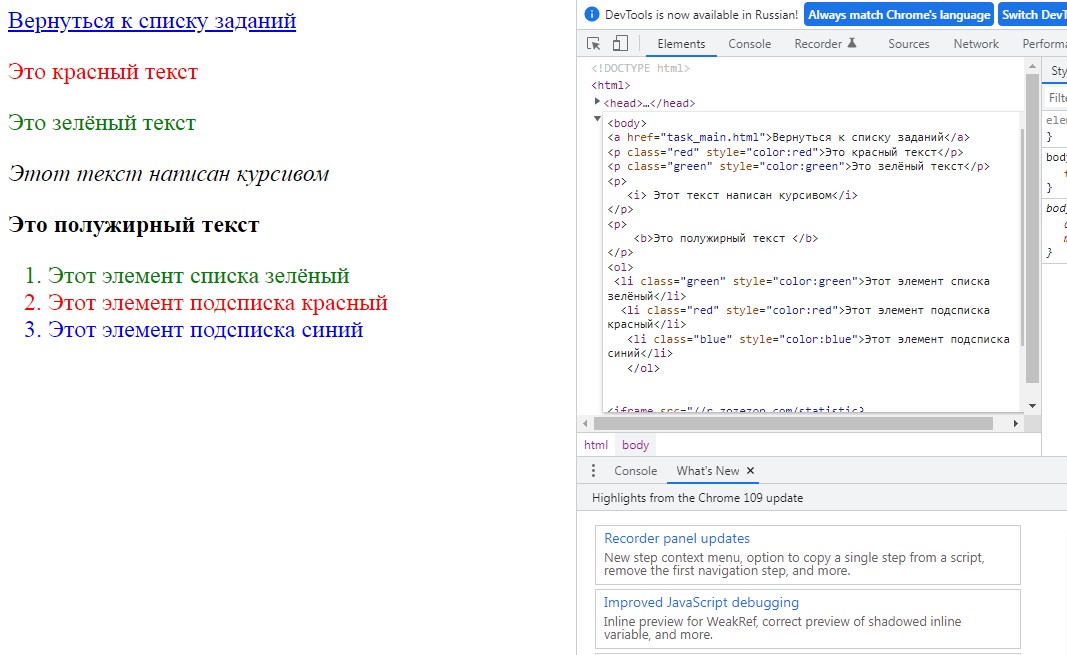 Вернуться к списку заданий
Это красный текст
Это зелёный текст
Этот текст написан курсивом
Это полужирный текст
1. Этот элемент списка зелёный
2. Этот элемент подсписка красный
3. Этот элемент подсписка синий
DevTools is now available in Russian! Always match Chrome's language Switch DevT
Elements Console Recorder Sources Network Performa
<!DOCTYPE html>
<html>
<head>…</head>
<body>
<a href="task_main.html">Вернуться к списку заданий</a>
<p class="red" style="color:red">Это красный текст</p>
<p class="green" style="color:green">Это зелёный текст</p>
<p>
<i> Этот текст написан курсивом</i>
</p>
<p>
<b>Это полужирный текст </b>
</p>
<ol>
<li class="green" style="color:green">Этот элемент списка
зелёный</li>
<li class="red" style="color:red">Этот элемент подсписка
красный</li>
<li class="blue" style="color:blue">Этот элемент подсписка
синий</li>
</ol>
Sty
Filte
elem
}
body
}
body
}
html body
Console What's New ×
Highlights from the Chrome 109 update
Recorder panel updates
New step context menu, option to copy a single step from a script,
remove the first navigation step, and more.
Improved JavaScript debugging
Inline preview for WeakRef, correct preview of shadowed inline
variable, and more.